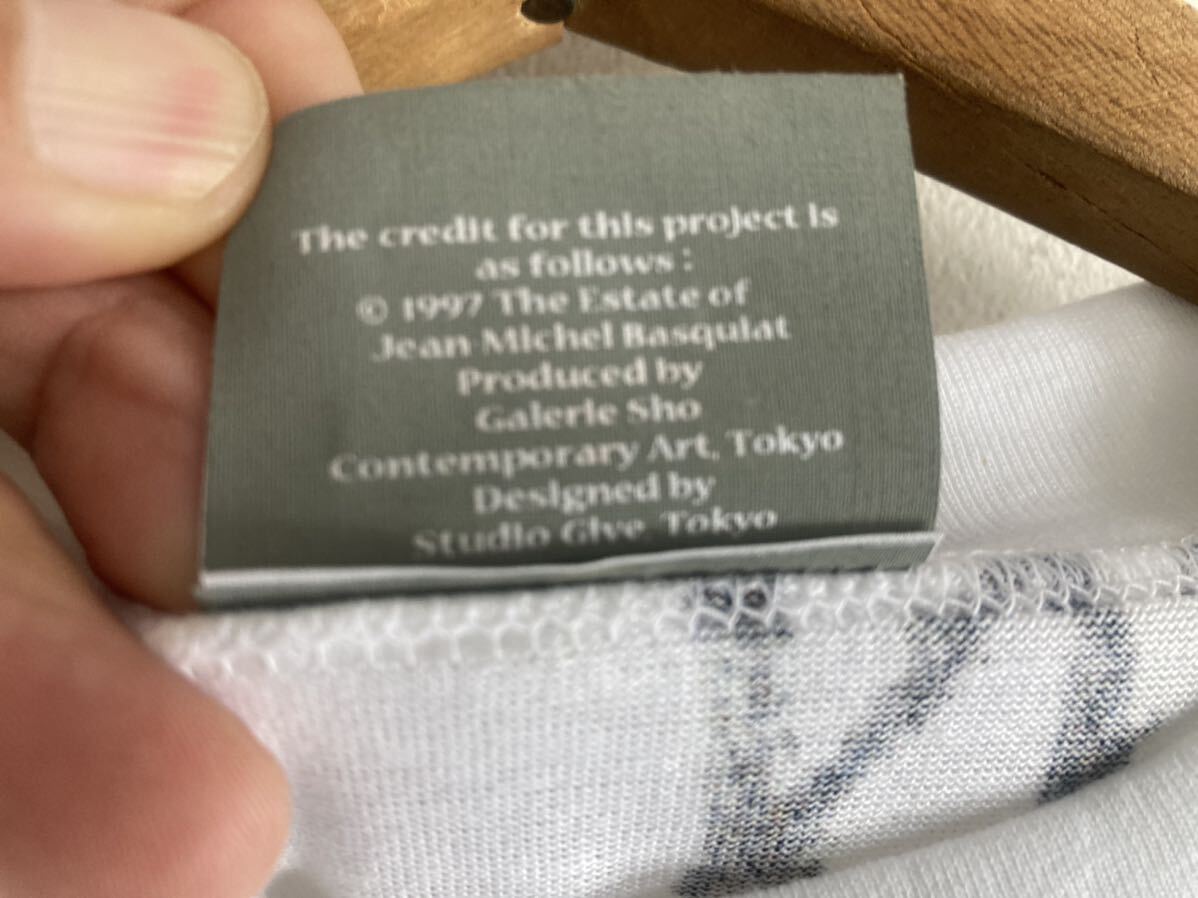 The credit for this project is
as follows :
© 1997 The Estate of
Jean Michel Basquiat
Produced by
Galerie Sho
Contemporary Art, Tokyo
Designed by
Studio Give, Tokyo